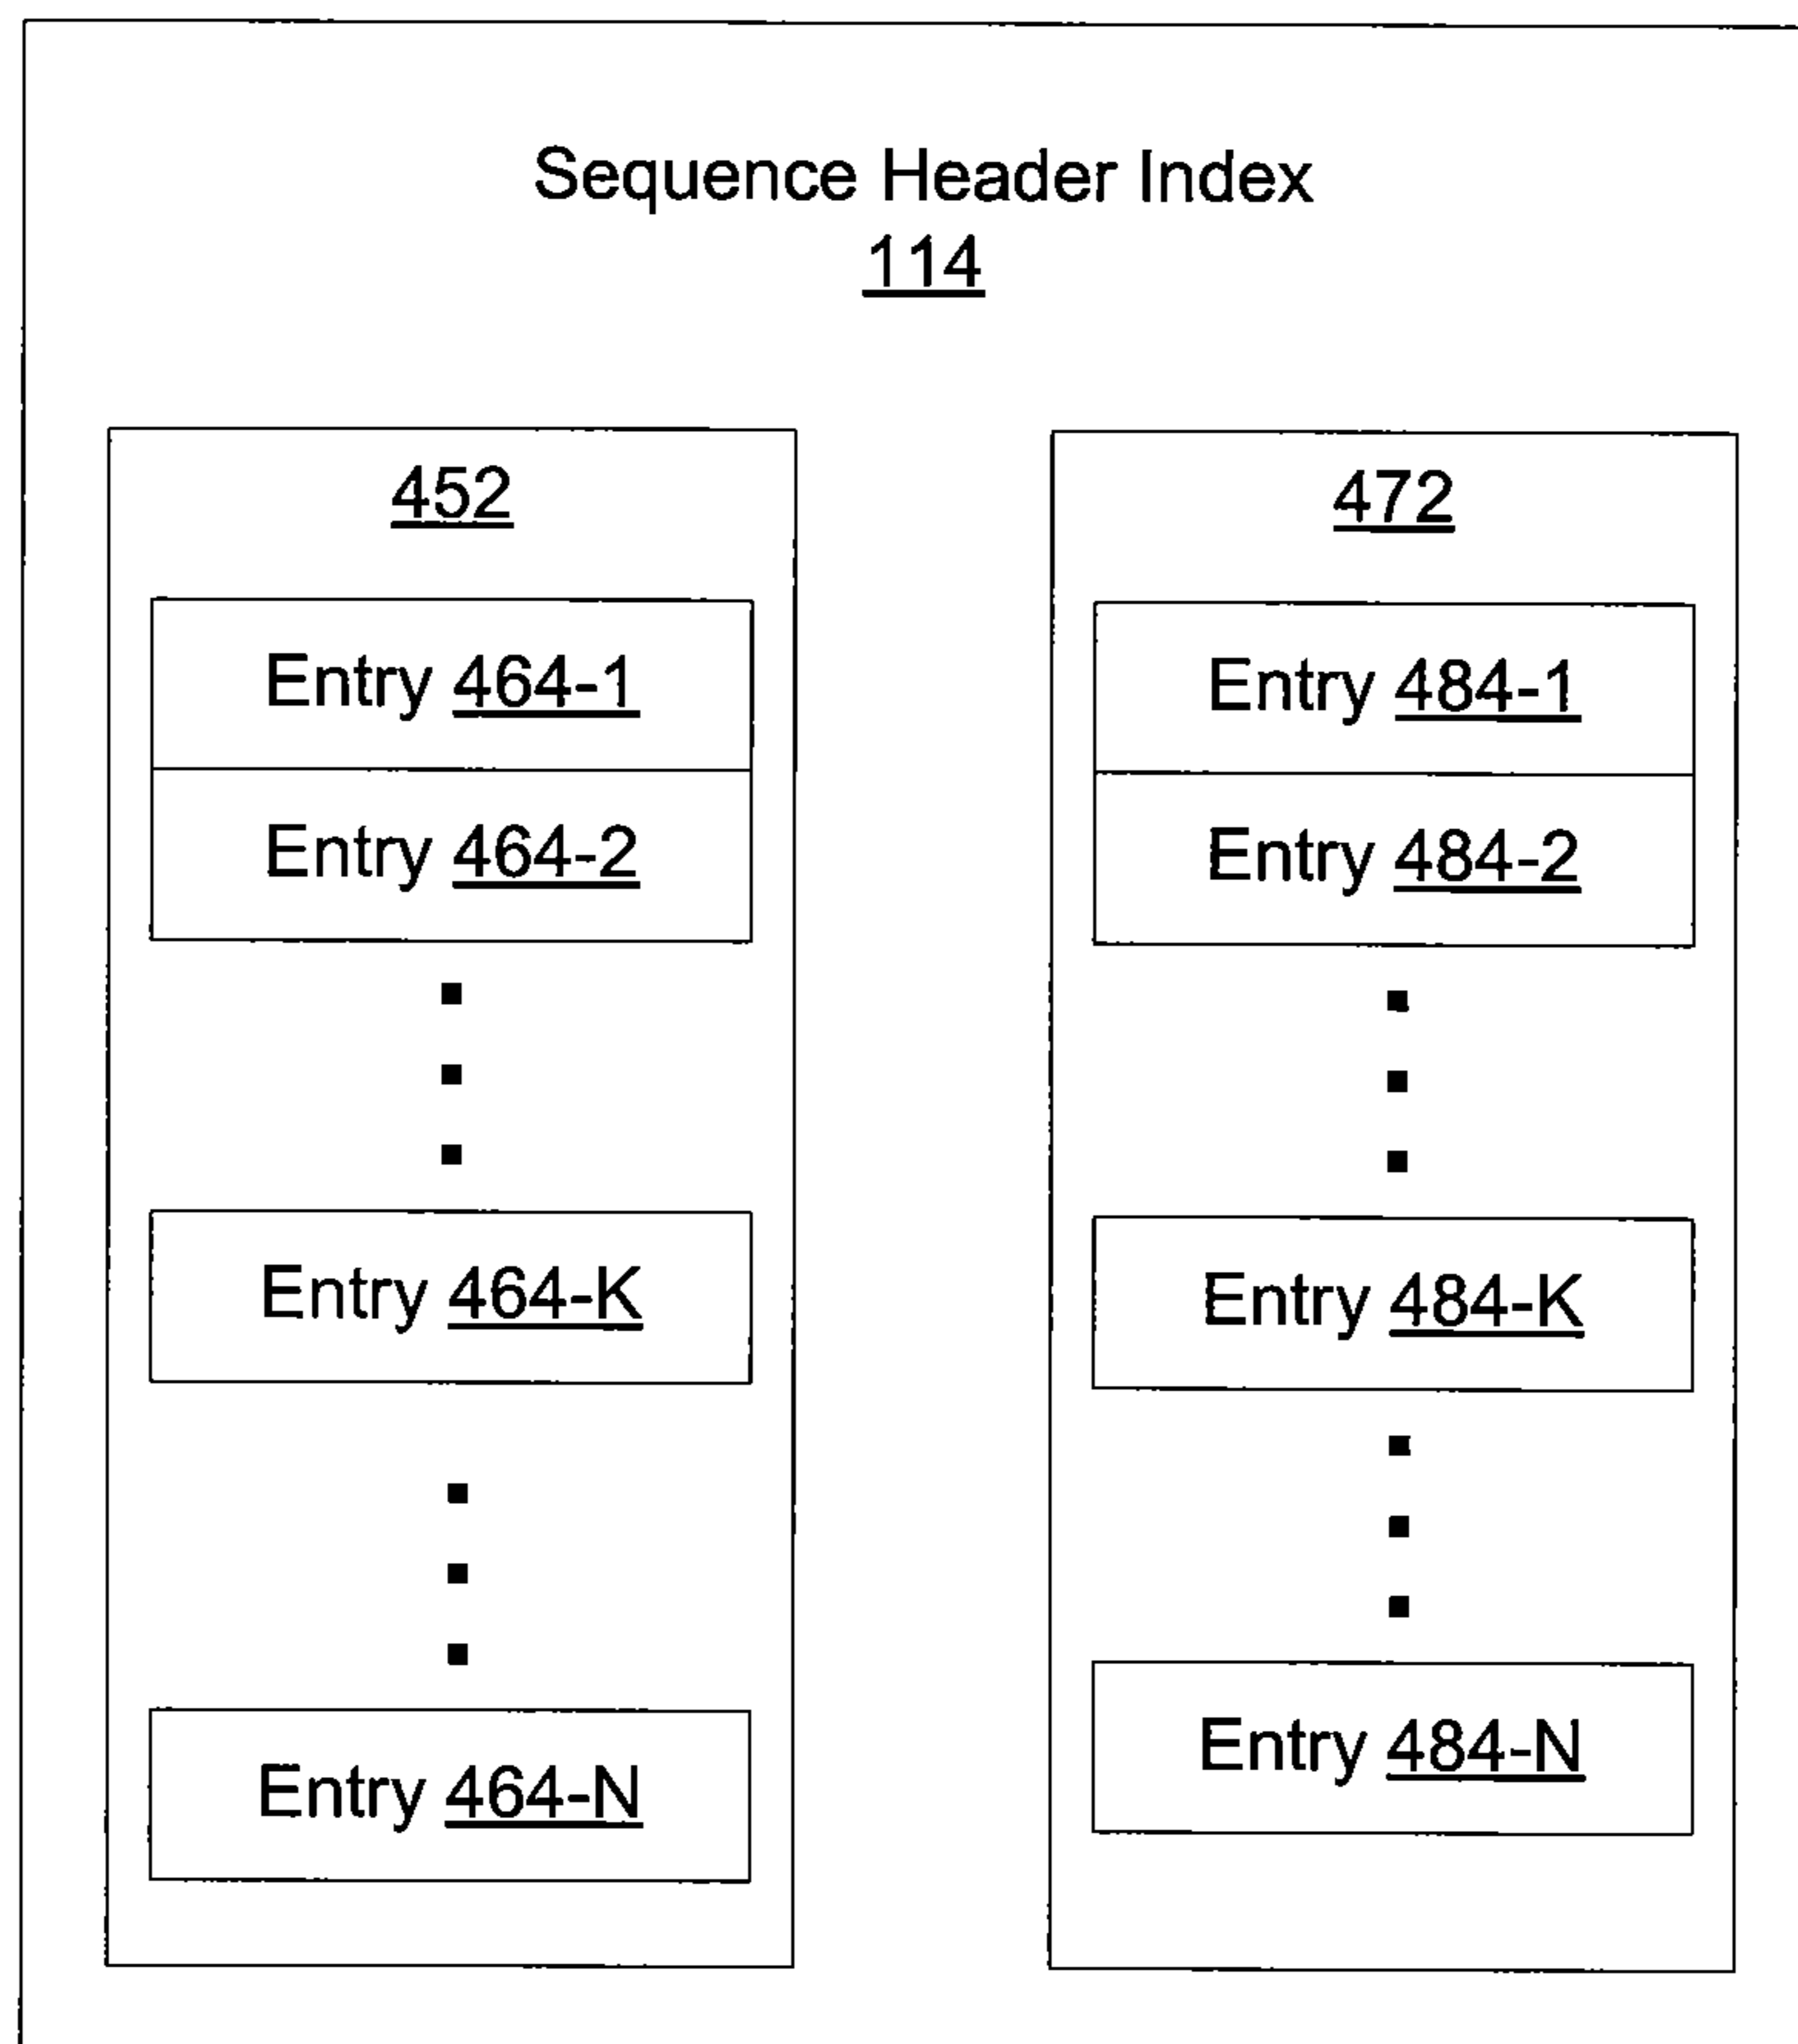 Sequence Header Index
114
452
Entry 464-1
Entry 464-2
Entry 464-K
Entry 464-N
472
Entry 484-1
Entry 484-2
Entry 484-K
Entry 484-N